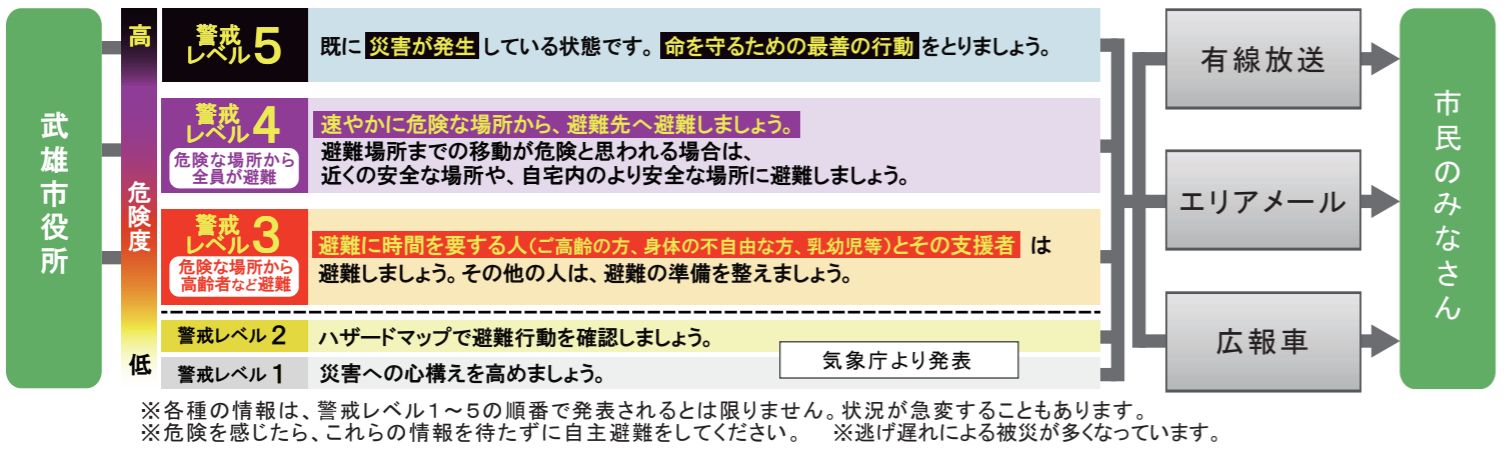 武雄市役所
高
危険度
低
警戒
レベル5
既に 災害が発生 している状態です。 命を守るための最善の行動 をとりましょう。
警戒
レベル4
危険な場所から
全員が避難
速やかに危険な場所から、避難先へ避難しましょう。
避難場所までの移動が危険と思われる場合は、
近くの安全な場所や、自宅内のより安全な場所に避難しましょう。
警戒
レベル3
危険な場所から
高齢者など避難
避難に時間を要する人(ご高齢の方、身体の不自由な方、乳幼児等)とその支援者 は
避難しましょう。その他の人は、避難の準備を整えましょう。
警戒レベル 2
ハザードマップで避難行動を確認しましょう。
警戒レベル 1
災害への心構えを高めましょう。
気象庁より発表
有線放送
エリアメール
広報車
市民のみなさん
※各種の情報は、警戒レベル1～5の順番で発表されるとは限りません。状況が急変することもあります。
※危険を感じたら、これらの情報を待たずに自主避難をしてください。 ※逃げ遅れによる被災が多くなっています。